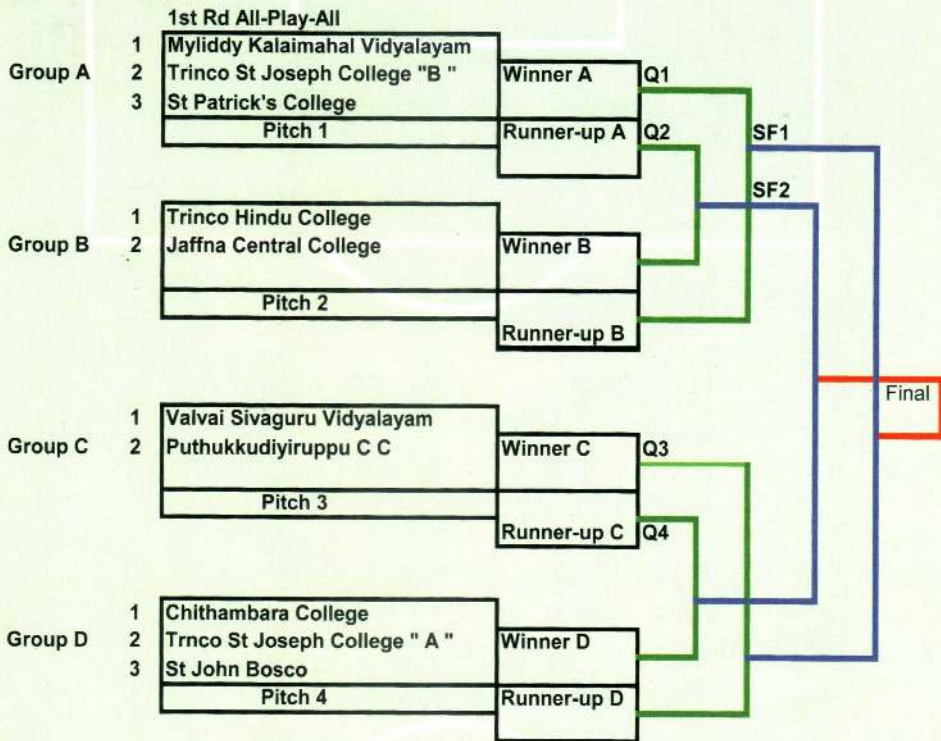 1st Rd All-Play-All
Group A
1 Myliddy Kalaimahal Vidyalayam
2 Trinco St Joseph College "B "
3 St Patrick's College
Pitch 1
Winner A Q1
Runner-up A Q2
SF1
SF2
Group B
1 Trinco Hindu College
2 Jaffna Central College
Pitch 2
Winner B
Runner-up B
Final
Group C
1 Valvai Sivaguru Vidyalayam
2 Puthukkudiyiruppu C C
Pitch 3
Winner C Q3
Runner-up C Q4
Group D
1 Chithambara College
2 Trnco St Joseph College " A "
3 St John Bosco
Pitch 4
Winner D
Runner-up D